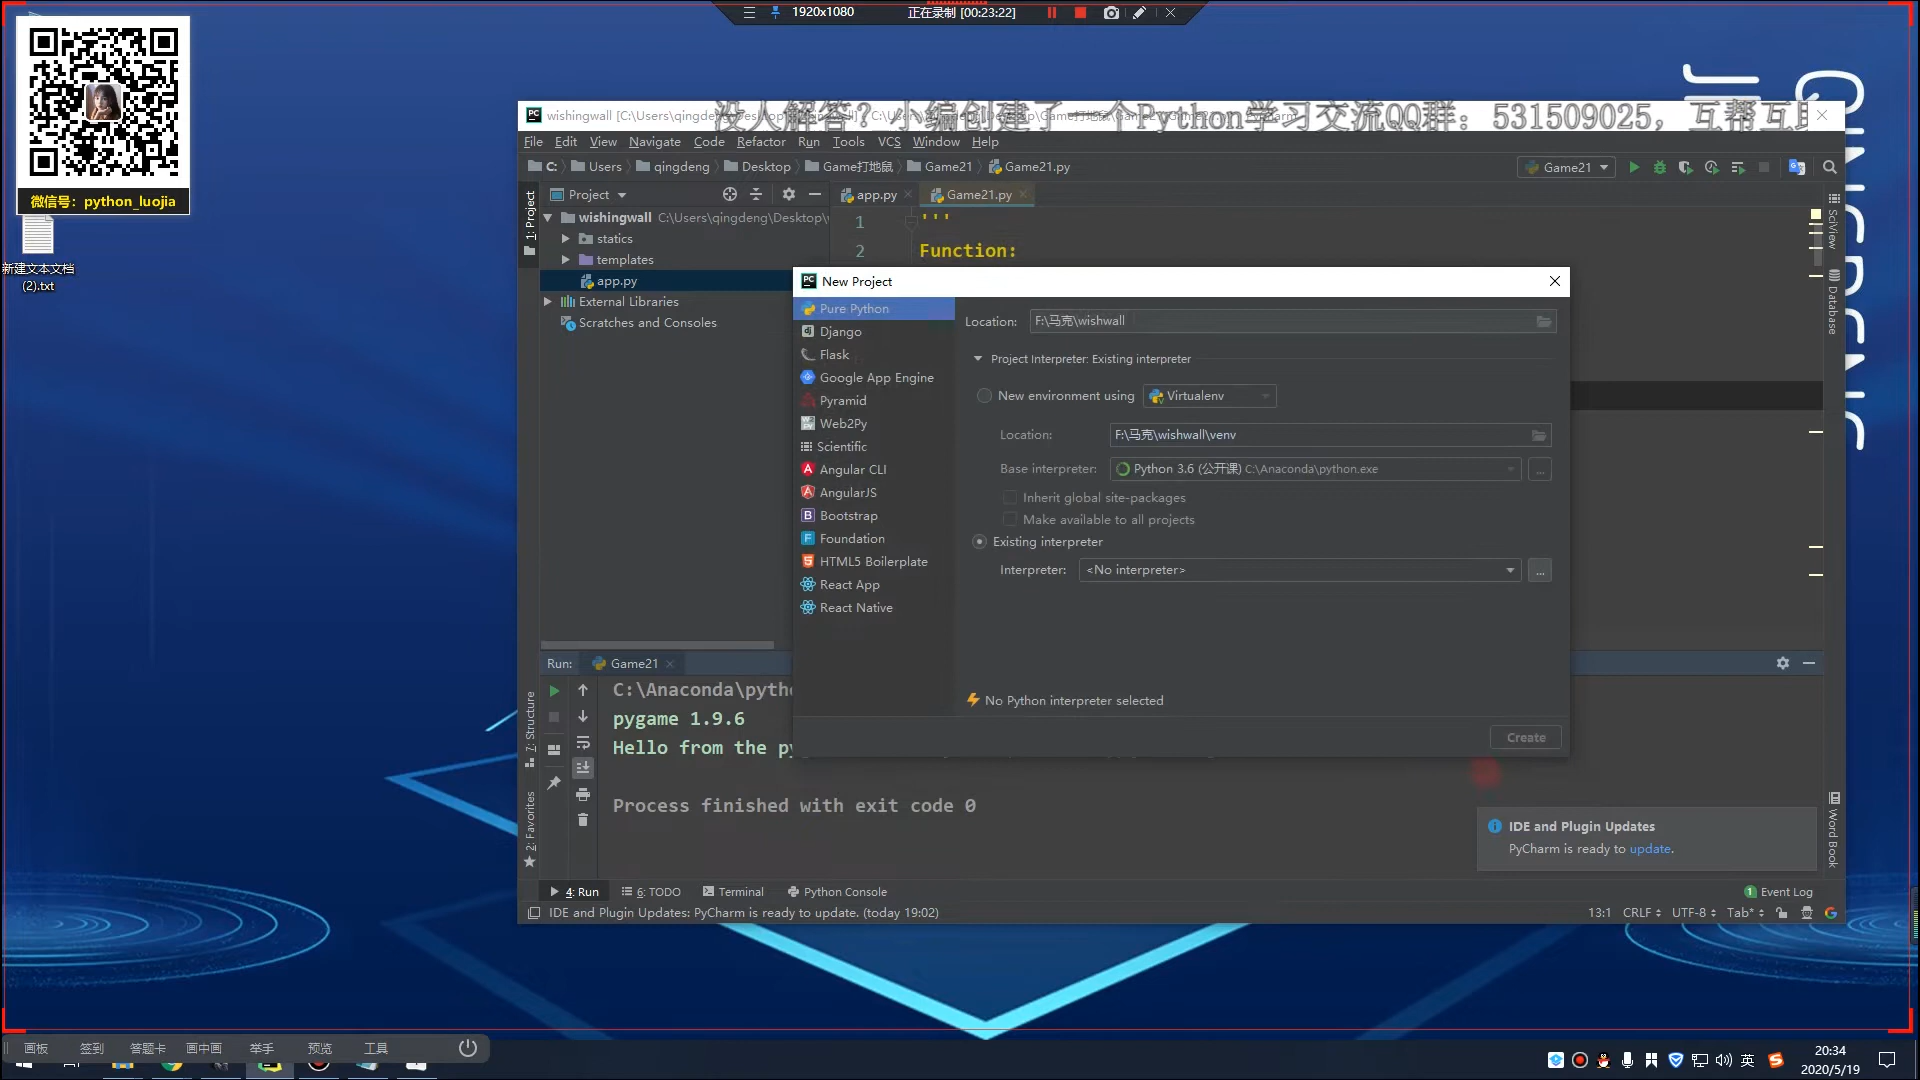 1920x1080
正在录制 [00:23:22]
微信号：python_luojia
新建文本文档
(2).txt
没人解答？小编创建了一个Python学习交流QQ群：531509025，互帮互助
File Edit View Navigate Code Refactor Run Tools VCS Window Help
C: Users qingdeng Desktop Game打地鼠 Game21 Game21.py
Game21
1: Project
Project
app.py
Game21.py
wishingwall C:\Users\qingdeng\Desktop\
statics
templates
app.py
External Libraries
Scratches and Consoles
1 '''
2 Function:
SciView
Database
New Project
Pure Python
Django
Flask
Google App Engine
Pyramid
Web2Py
Scientific
Angular CLI
AngularJS
Bootstrap
Foundation
HTML5 Boilerplate
React App
React Native
Location: F:\马克\wishwall
Project Interpreter: Existing interpreter
New environment using Virtualenv
Location: F:\马克\wishwall\venv
Base interpreter: Python 3.6 (公开课) C:\Anaconda\python.exe
...
Inherit global site-packages
Make available to all projects
Existing interpreter
Interpreter: <No interpreter>
...
No Python interpreter selected
Create
Run: Game21
C:\Anaconda\pyth
pygame 1.9.6
Hello from the p
Process finished with exit code 0
7: Structure
2: Favorites
IDE and Plugin Updates
PyCharm is ready to update.
Word Book
4: Run 6: TODO Terminal Python Console
1 Event Log
IDE and Plugin Updates: PyCharm is ready to update. (today 19:02)
13:1 CRLF UTF-8 Tab*
画板 签到 答题卡 画中画 举手 预览 工具
英
20:34
2020/5/19